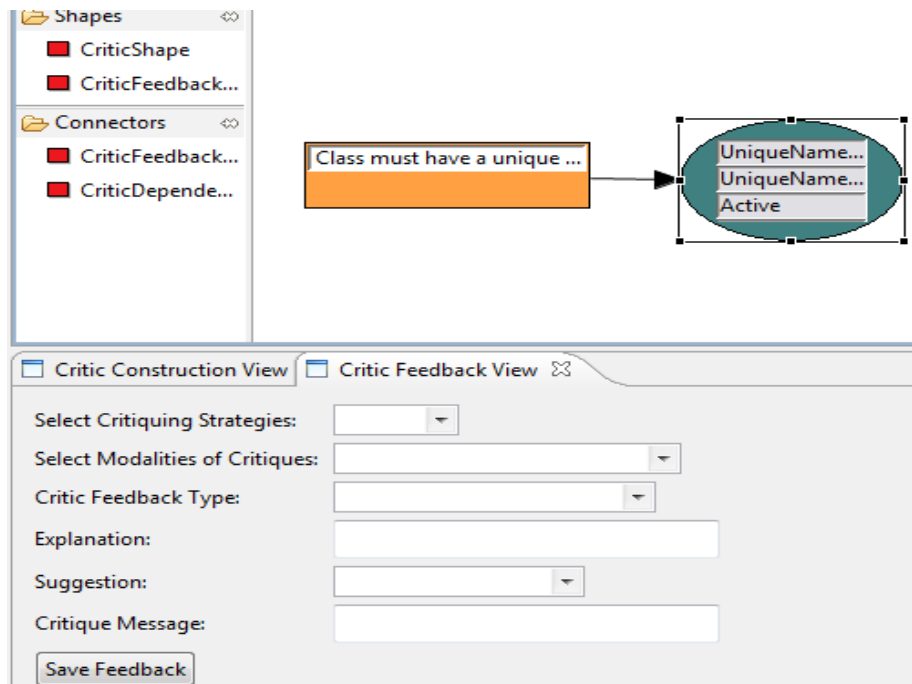 Shapes
CriticShape
CriticFeedback...
Connectors
CriticFeedback...
CriticDepende...
Class must have a unique ...
UniqueName...
UniqueName...
Active
Critic Construction View
Critic Feedback View
Select Critiquing Strategies:
Select Modalities of Critiques:
Critic Feedback Type:
Explanation:
Suggestion:
Critique Message:
Save Feedback